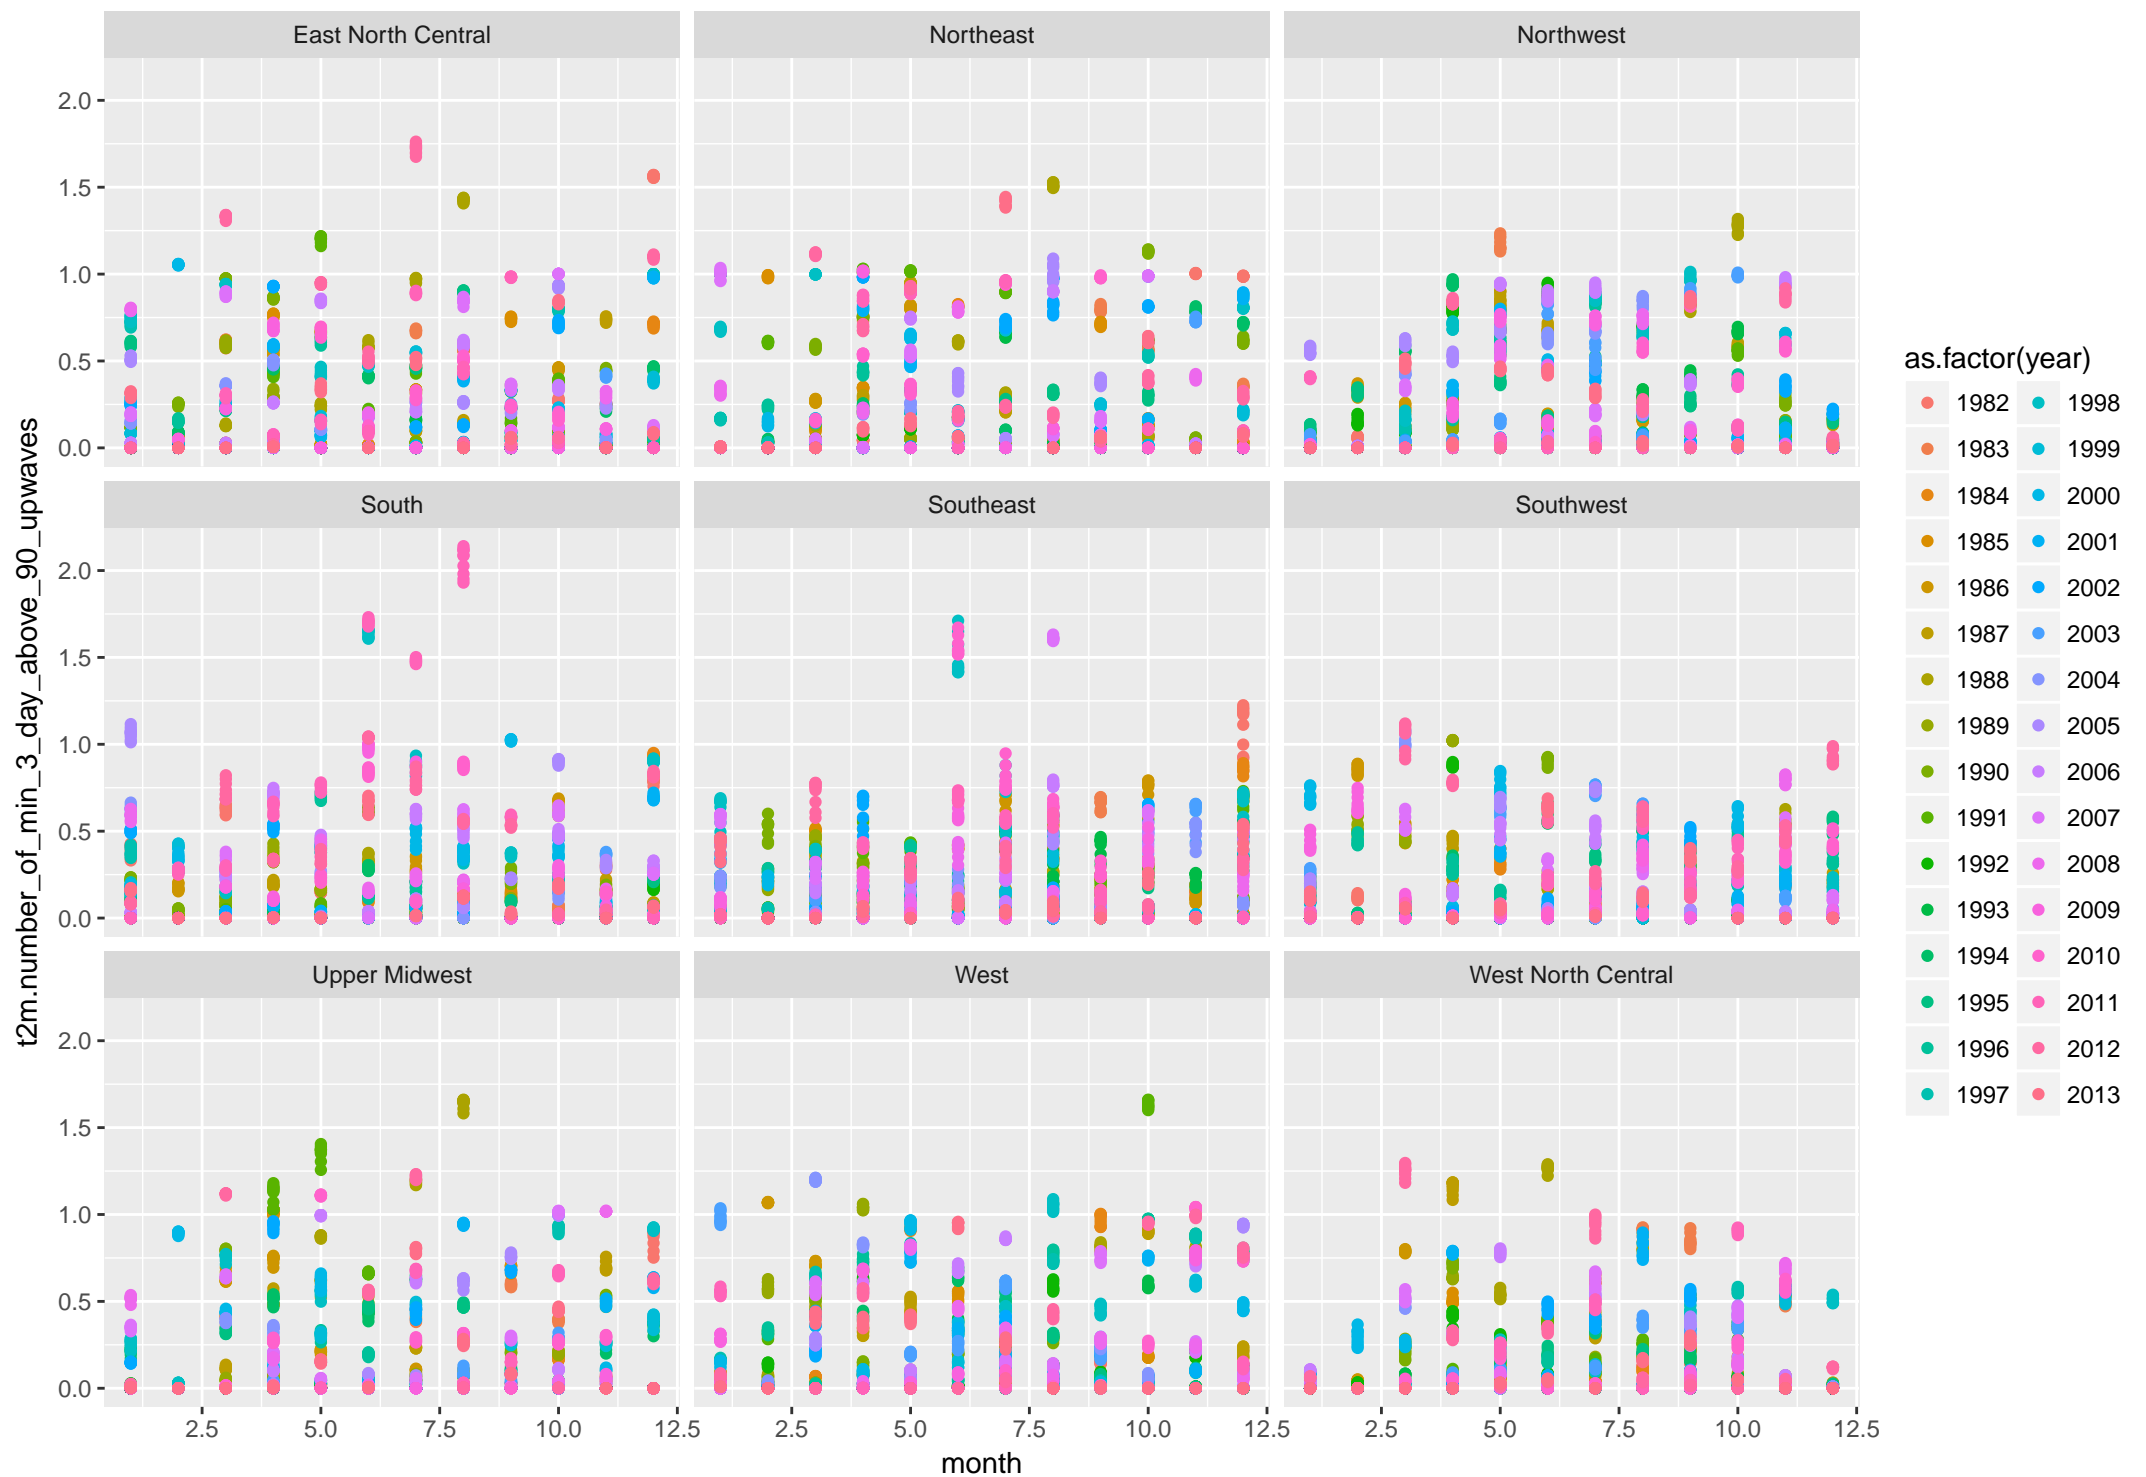 East North Central
Northeast
Northwest
2.0
1.5
1.0
0.5
0.0
South
Southeast
Southwest
2.0
1.5
1.0
0.5
0.0
Upper Midwest
West
West North Central
2.0
1.5
1.0
0.5
0.0
2.5 5.0 7.5 10.0 12.5
2.5 5.0 7.5 10.0 12.5
2.5 5.0 7.5 10.0 12.5
month
t2m.number_of_min_3_day_above_90_upwaves
as.factor(year)
1982 1998
1983 1999
1984 2000
1985 2001
1986 2002
1987 2003
1988 2004
1989 2005
1990 2006
1991 2007
1992 2008
1993 2009
1994 2010
1995 2011
1996 2012
1997 2013